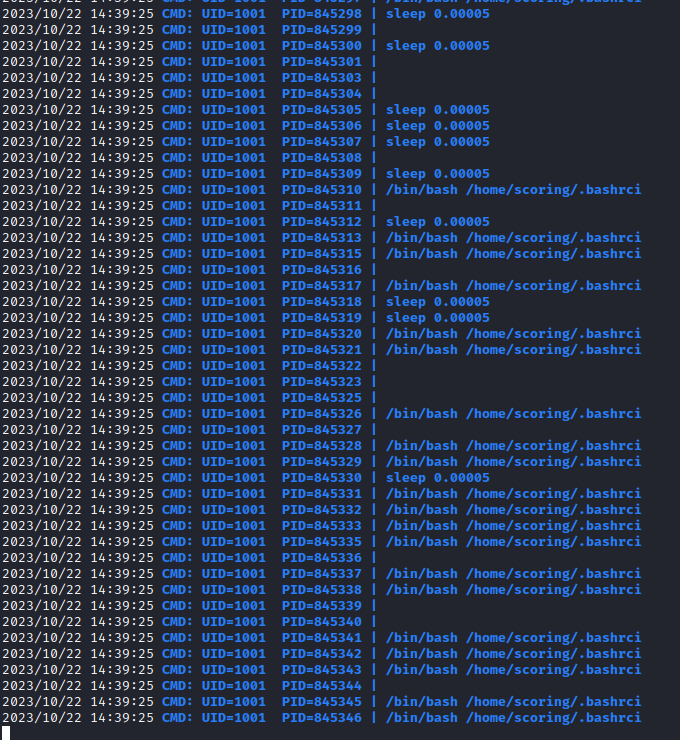 2023/10/22 14:39:25 CMD: UID=1001  PID=845297 | /bin/bash /home/scoring/.bashrci
2023/10/22 14:39:25 CMD: UID=1001  PID=845298 | sleep 0.00005
2023/10/22 14:39:25 CMD: UID=1001  PID=845299 |
2023/10/22 14:39:25 CMD: UID=1001  PID=845300 | sleep 0.00005
2023/10/22 14:39:25 CMD: UID=1001  PID=845301 |
2023/10/22 14:39:25 CMD: UID=1001  PID=845303 |
2023/10/22 14:39:25 CMD: UID=1001  PID=845304 |
2023/10/22 14:39:25 CMD: UID=1001  PID=845305 | sleep 0.00005
2023/10/22 14:39:25 CMD: UID=1001  PID=845306 | sleep 0.00005
2023/10/22 14:39:25 CMD: UID=1001  PID=845307 | sleep 0.00005
2023/10/22 14:39:25 CMD: UID=1001  PID=845308 |
2023/10/22 14:39:25 CMD: UID=1001  PID=845309 | sleep 0.00005
2023/10/22 14:39:25 CMD: UID=1001  PID=845310 | /bin/bash /home/scoring/.bashrci
2023/10/22 14:39:25 CMD: UID=1001  PID=845311 |
2023/10/22 14:39:25 CMD: UID=1001  PID=845312 | sleep 0.00005
2023/10/22 14:39:25 CMD: UID=1001  PID=845313 | /bin/bash /home/scoring/.bashrci
2023/10/22 14:39:25 CMD: UID=1001  PID=845315 | /bin/bash /home/scoring/.bashrci
2023/10/22 14:39:25 CMD: UID=1001  PID=845316 |
2023/10/22 14:39:25 CMD: UID=1001  PID=845317 | /bin/bash /home/scoring/.bashrci
2023/10/22 14:39:25 CMD: UID=1001  PID=845318 | sleep 0.00005
2023/10/22 14:39:25 CMD: UID=1001  PID=845319 | sleep 0.00005
2023/10/22 14:39:25 CMD: UID=1001  PID=845320 | /bin/bash /home/scoring/.bashrci
2023/10/22 14:39:25 CMD: UID=1001  PID=845321 | /bin/bash /home/scoring/.bashrci
2023/10/22 14:39:25 CMD: UID=1001  PID=845322 |
2023/10/22 14:39:25 CMD: UID=1001  PID=845323 |
2023/10/22 14:39:25 CMD: UID=1001  PID=845325 |
2023/10/22 14:39:25 CMD: UID=1001  PID=845326 | /bin/bash /home/scoring/.bashrci
2023/10/22 14:39:25 CMD: UID=1001  PID=845327 |
2023/10/22 14:39:25 CMD: UID=1001  PID=845328 | /bin/bash /home/scoring/.bashrci
2023/10/22 14:39:25 CMD: UID=1001  PID=845329 | /bin/bash /home/scoring/.bashrci
2023/10/22 14:39:25 CMD: UID=1001  PID=845330 | sleep 0.00005
2023/10/22 14:39:25 CMD: UID=1001  PID=845331 | /bin/bash /home/scoring/.bashrci
2023/10/22 14:39:25 CMD: UID=1001  PID=845332 | /bin/bash /home/scoring/.bashrci
2023/10/22 14:39:25 CMD: UID=1001  PID=845333 | /bin/bash /home/scoring/.bashrci
2023/10/22 14:39:25 CMD: UID=1001  PID=845335 | /bin/bash /home/scoring/.bashrci
2023/10/22 14:39:25 CMD: UID=1001  PID=845336 |
2023/10/22 14:39:25 CMD: UID=1001  PID=845337 | /bin/bash /home/scoring/.bashrci
2023/10/22 14:39:25 CMD: UID=1001  PID=845338 | /bin/bash /home/scoring/.bashrci
2023/10/22 14:39:25 CMD: UID=1001  PID=845339 |
2023/10/22 14:39:25 CMD: UID=1001  PID=845340 |
2023/10/22 14:39:25 CMD: UID=1001  PID=845341 | /bin/bash /home/scoring/.bashrci
2023/10/22 14:39:25 CMD: UID=1001  PID=845342 | /bin/bash /home/scoring/.bashrci
2023/10/22 14:39:25 CMD: UID=1001  PID=845343 | /bin/bash /home/scoring/.bashrci
2023/10/22 14:39:25 CMD: UID=1001  PID=845344 |
2023/10/22 14:39:25 CMD: UID=1001  PID=845345 | /bin/bash /home/scoring/.bashrci
2023/10/22 14:39:25 CMD: UID=1001  PID=845346 | /bin/bash /home/scoring/.bashrci